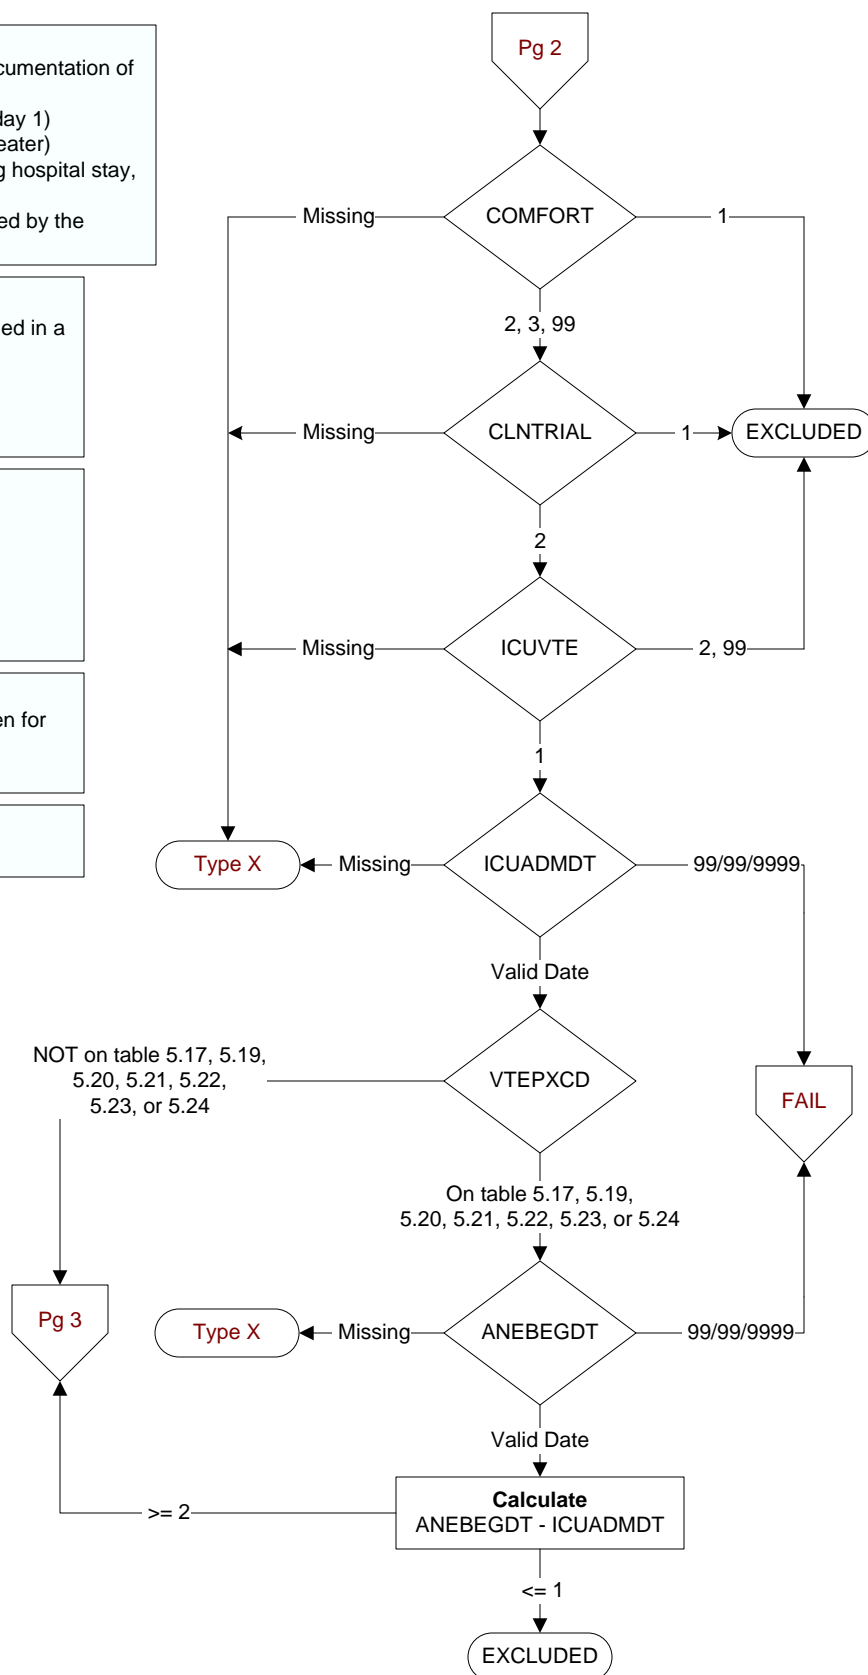 cumentation of
day 1)
eater)
g hospital stay,
ed by the
ed in a
en for
Pg 2
COMFORT
Missing
1
2, 3, 99
CLNTRIAL
Missing
1
EXCLUDED
2
ICUVTE
Missing
2, 99
1
ICUADMDT
Type X
Missing
99/99/9999
Valid Date
VTEPXCD
NOT on table 5.17, 5.19,
5.20, 5.21, 5.22,
5.23, or 5.24
FAIL
On table 5.17, 5.19,
5.20, 5.21, 5.22, 5.23, or 5.24
ANEBEGDT
Pg 3
Type X
Missing
99/99/9999
Valid Date
Calculate
ANEBEGDT - ICUADMDT
>= 2
<= 1
EXCLUDED